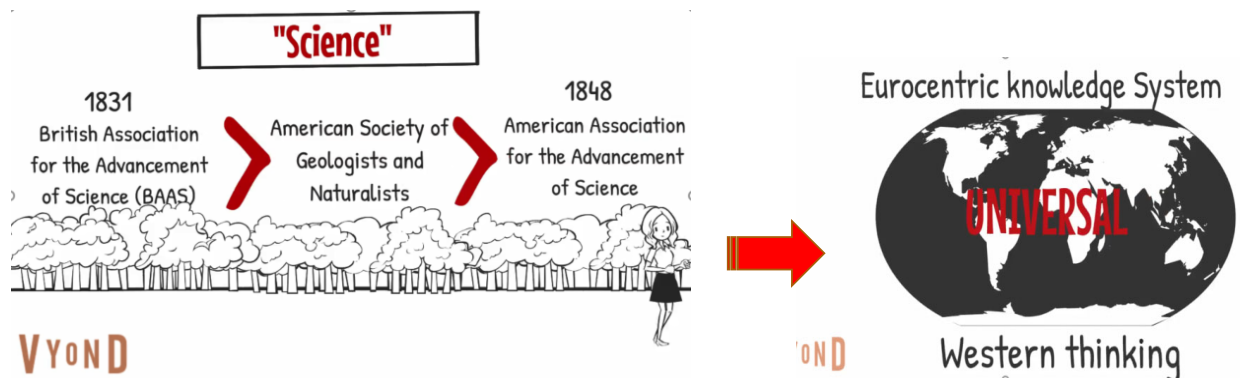 "Science"
1831
British Association
for the Advancement
of Science (BAAS)
American Society of
Geologists and
Naturalists
1848
American Association
for the Advancement
of Science
VYOND
Eurocentric knowledge System
UNIVERSAL
OND
Western thinking